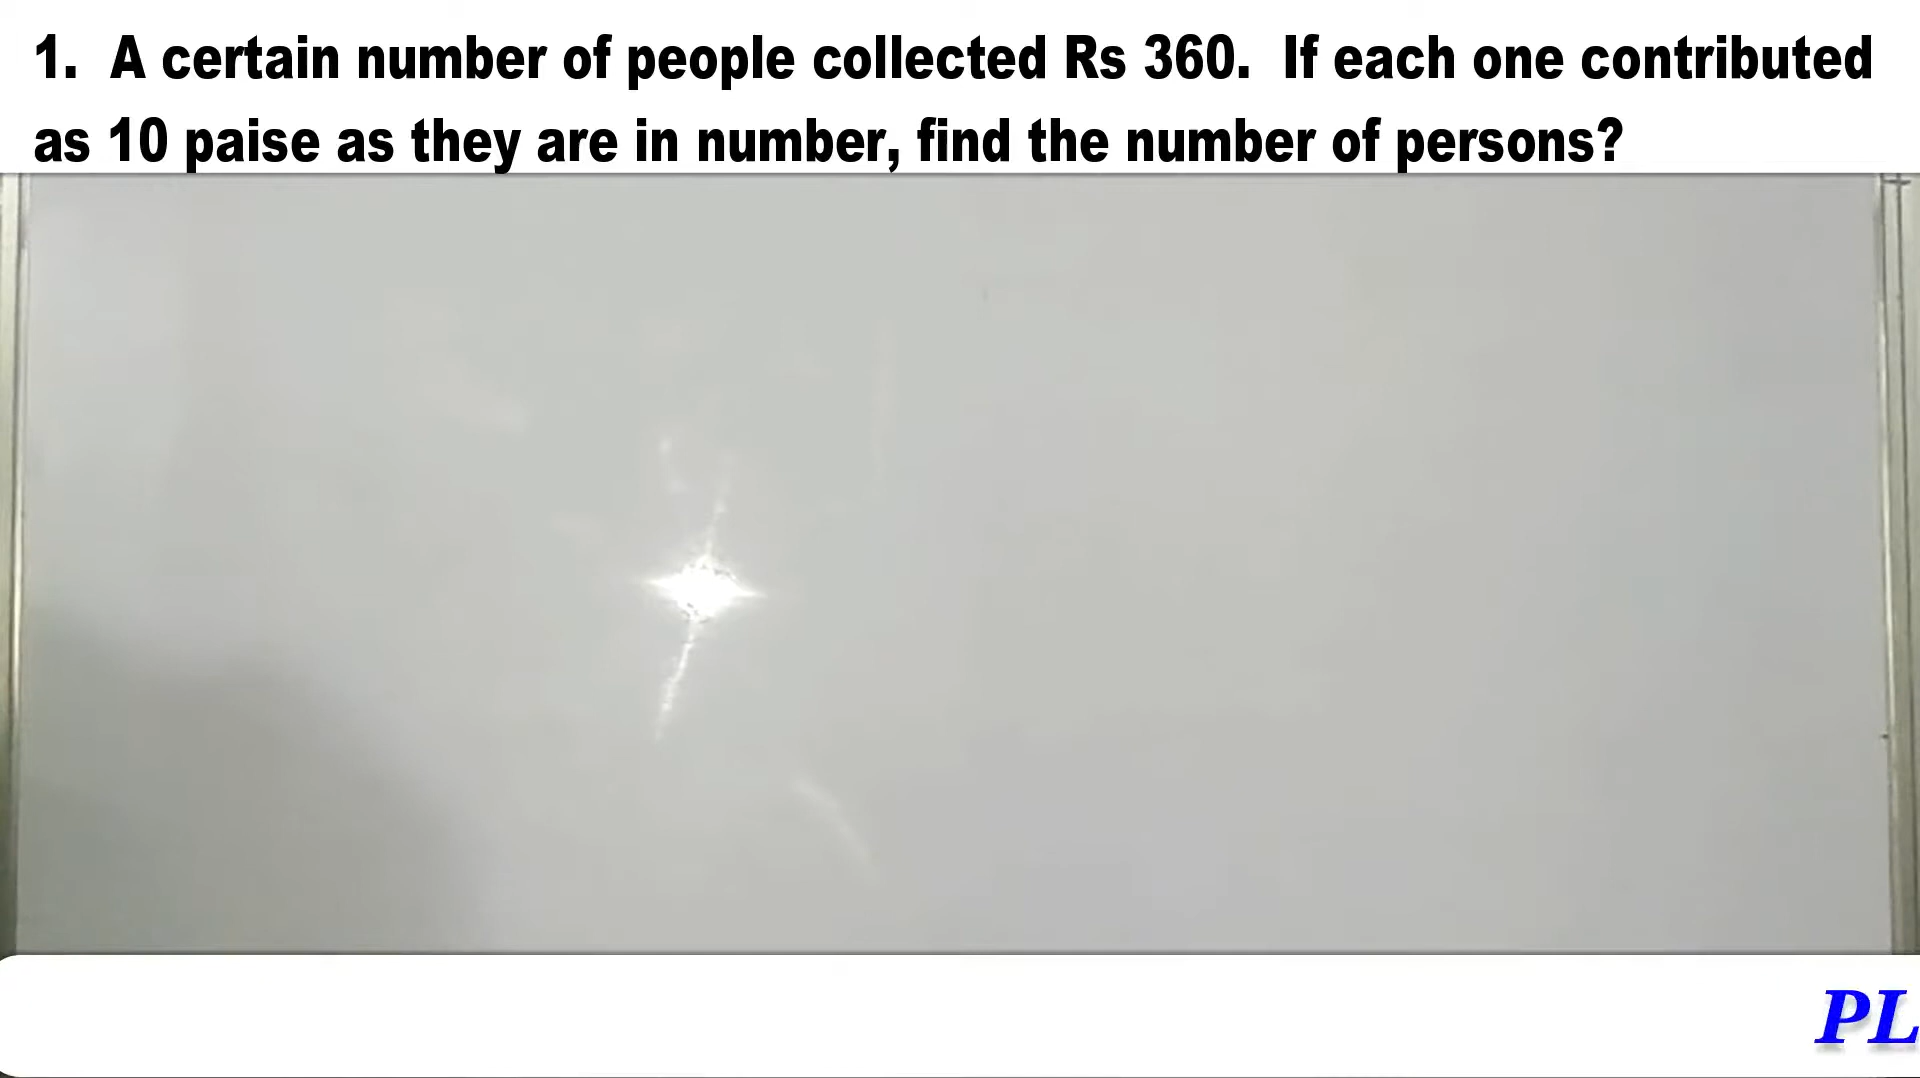 1. A certain number of people collected Rs 360. If each one contributed
as 10 paise as they are in number, find the number of persons?
PL